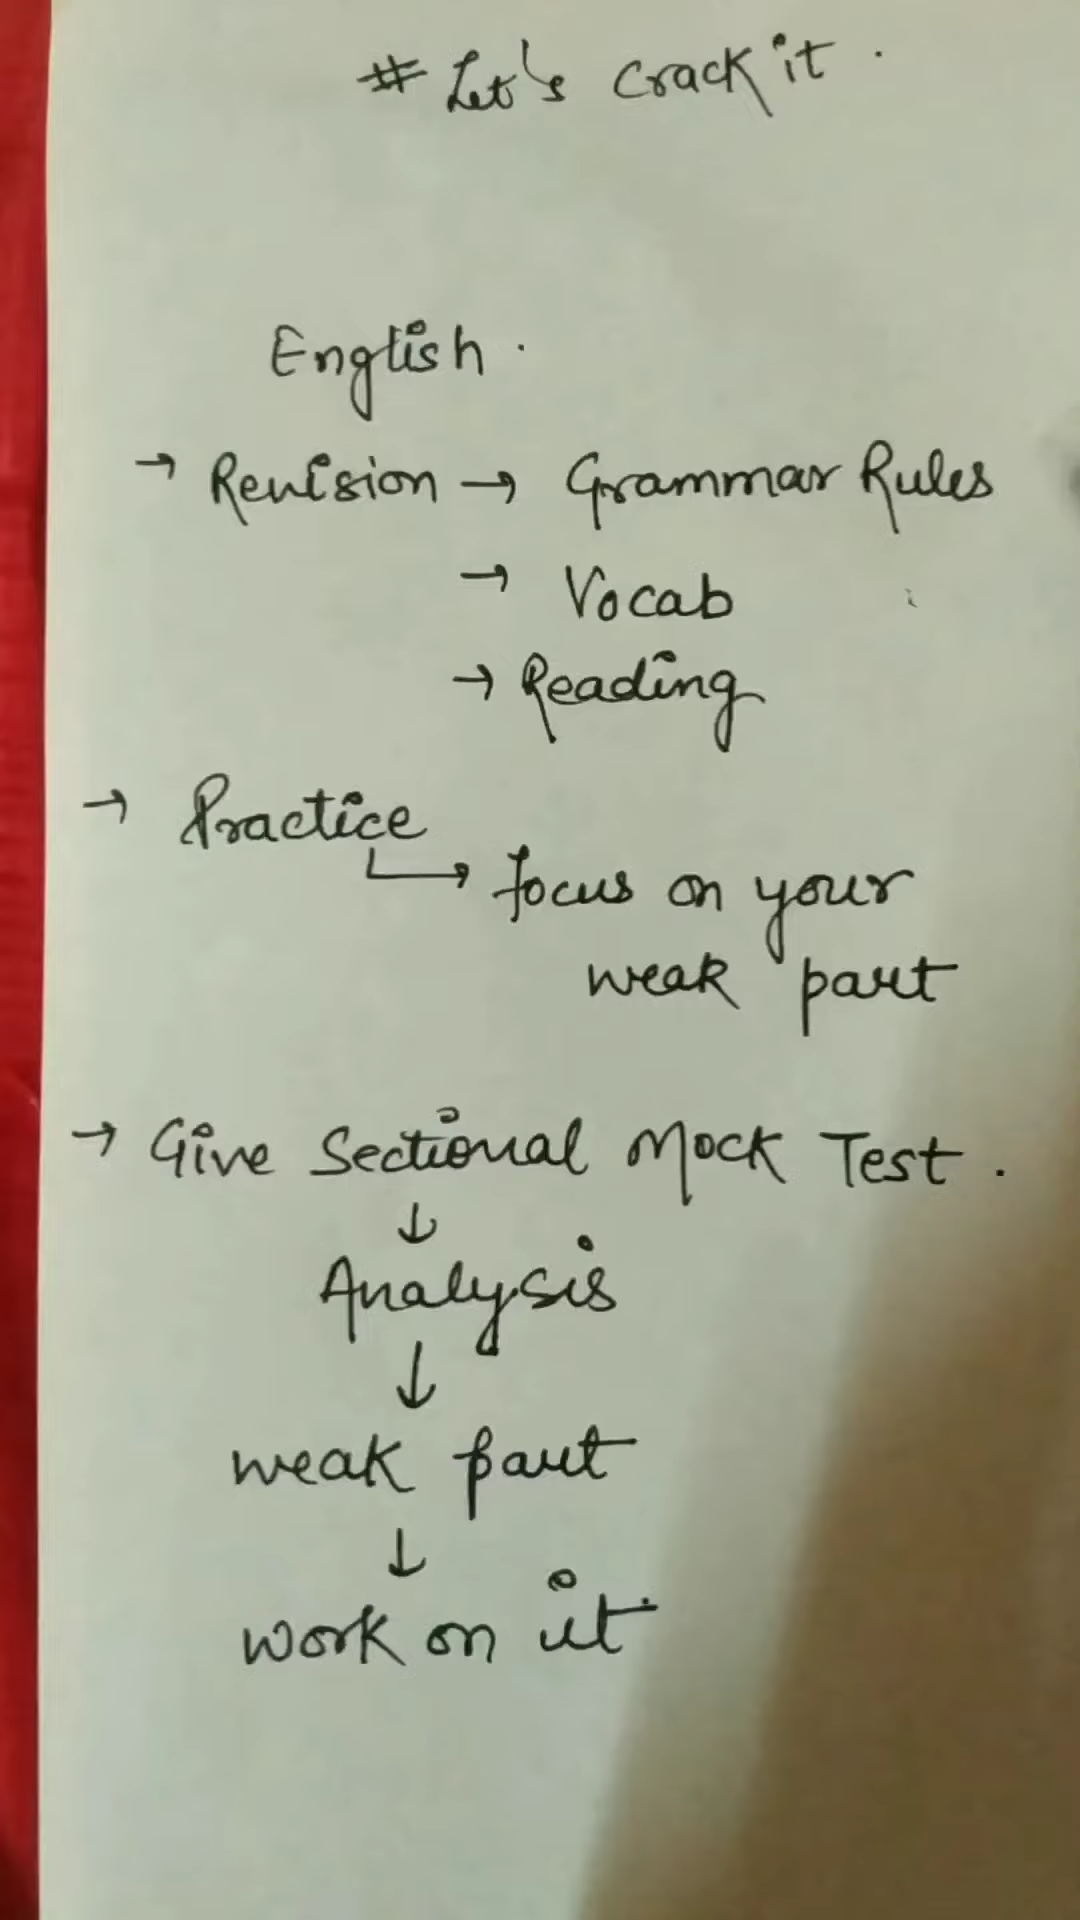 # Let's crack it.
English.
→ Revision → Grammar Rules
→ Vocab
→ Reading
→ Practice
↳ focus on your
weak part
→ Give Sectional Mock Test.
↓
Analysis
↓
weak part
↓
work on it